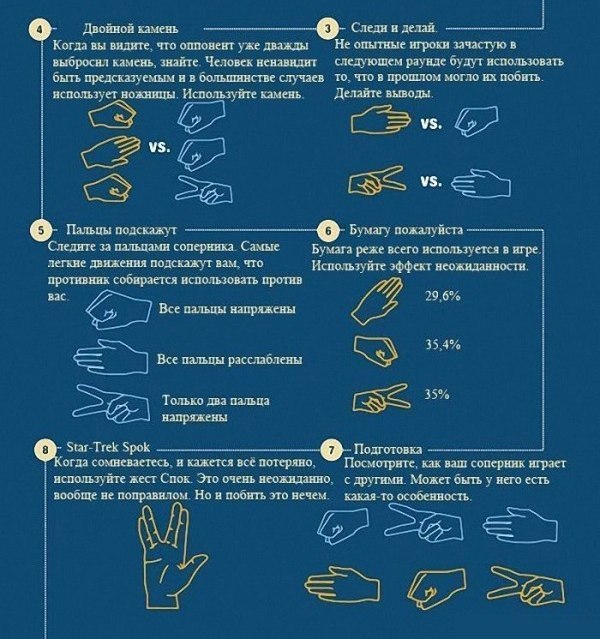 4
Двойной камень
Когда вы видите, что оппонент уже дважды
выбросил камень, знайте. Человек ненавидит
быть предсказуемым и в большинстве случаев
использует ножницы. Используйте камень.
vs.
3
Следи и делай.
Не опытные игроки зачастую в
следующем раунде будут использовать
то, что в прошлом могло их побить.
Делайте выводы.
vs.
vs.
5
Пальцы подскажут
Следите за пальцами соперника. Самые
легкие движения подскажут вам, что
противник собирается использовать против
вас.
Все пальцы напряжены
Все пальцы расслаблены
Только два пальца
напряжены
6
Бумагу пожалуйста
Бумага реже всего используется в игре.
Используйте эффект неожиданности.
29,6%
35,4%
35%
8
Star-Trek Spok
Когда сомневаетесь, и кажется всё потеряно,
используйте жест Спок. Это очень неожиданно,
вообще не поправилом. Но и побить это нечем.
7
Подготовка
Посмотрите, как ваш соперник играет
с другими. Может быть у него есть
какая-то особенность.